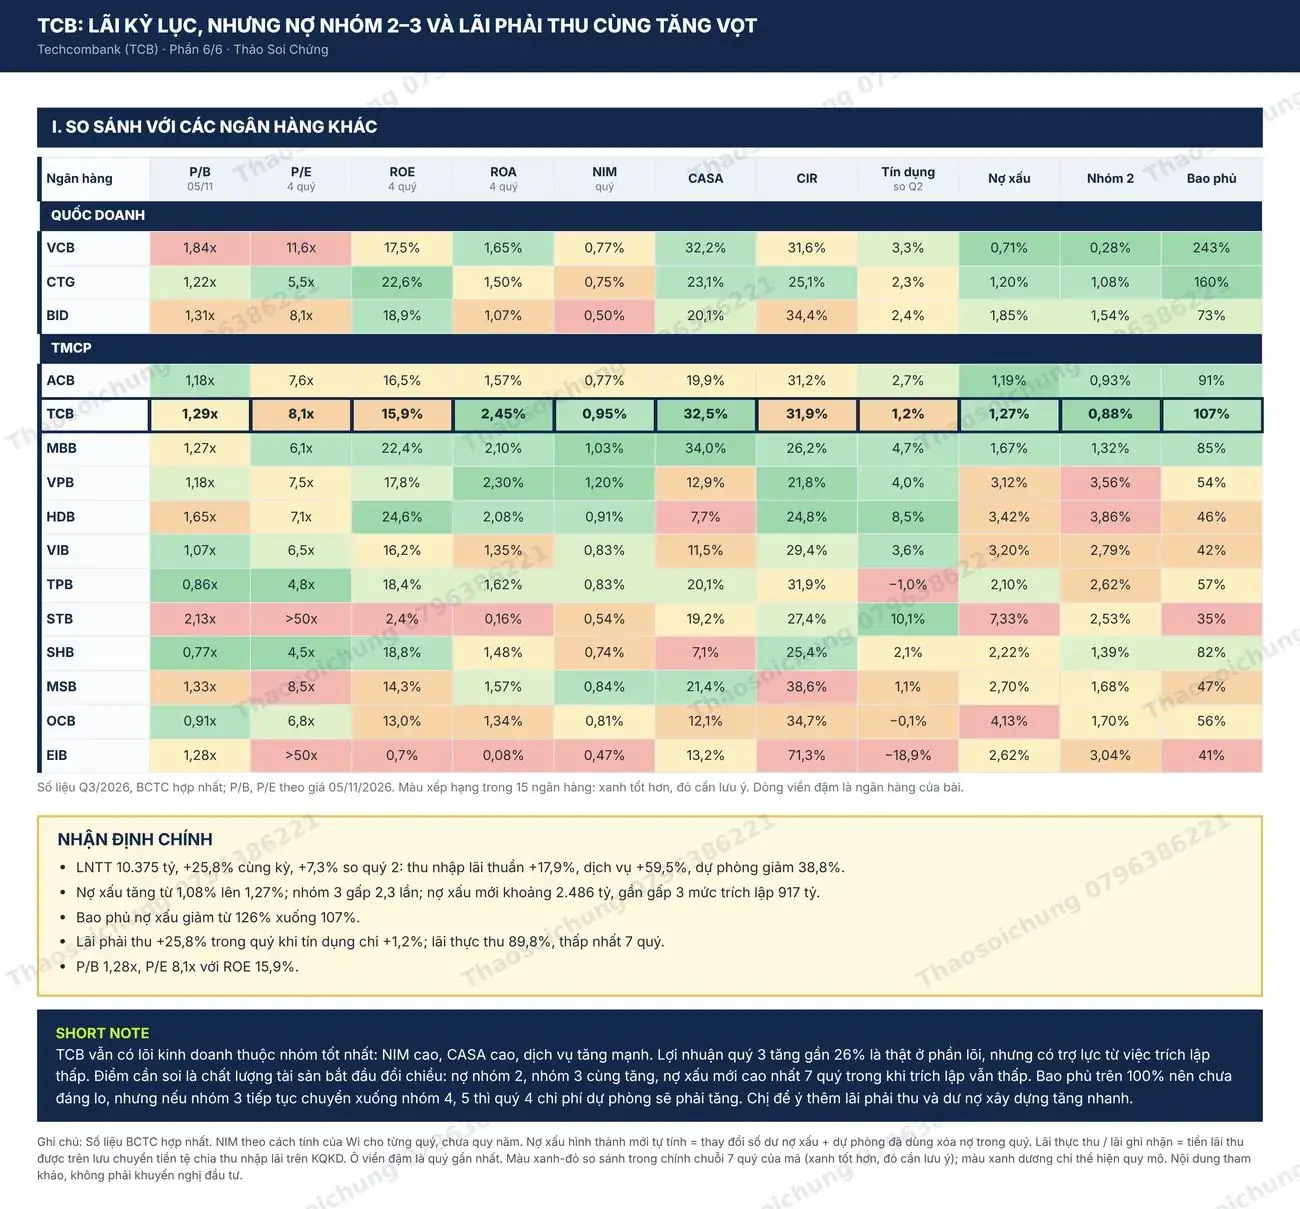 TCB: LÃI KỶ LỤC, NHƯNG NỢ NHÓM 2–3 VÀ LÃI PHẢI THU CÙNG TĂNG VỌT
Techcombank (TCB) · Phần 6/6 · Thảo Soi Chứng
I. SO SÁNH VỚI CÁC NGÂN HÀNG KHÁC
Ngân hàng P/B 05/11 P/E 4 quý ROE 4 quý ROA 4 quý NIM quý CASA CIR Tín dụng so Q2 Nợ xấu Nhóm 2 Bao phủ
QUỐC DOANH
VCB 1,84x 11,6x 17,5% 1,65% 0,77% 32,2% 31,6% 3,3% 0,71% 0,28% 243%
CTG 1,22x 5,5x 22,6% 1,50% 0,75% 23,1% 25,1% 2,3% 1,20% 1,08% 160%
BID 1,31x 8,1x 18,9% 1,07% 0,50% 20,1% 34,4% 2,4% 1,85% 1,54% 73%
TMCP
ACB 1,18x 7,6x 16,5% 1,57% 0,77% 19,9% 31,2% 2,7% 1,19% 0,93% 91%
TCB 1,29x 8,1x 15,9% 2,45% 0,95% 32,5% 31,9% 1,2% 1,27% 0,88% 107%
MBB 1,27x 6,1x 22,4% 2,10% 1,03% 34,0% 26,2% 4,7% 1,67% 1,32% 85%
VPB 1,18x 7,5x 17,8% 2,30% 1,20% 12,9% 21,8% 4,0% 3,12% 3,56% 54%
HDB 1,65x 7,1x 24,6% 2,08% 0,91% 7,7% 24,8% 8,5% 3,42% 3,86% 46%
VIB 1,07x 6,5x 16,2% 1,35% 0,83% 11,5% 29,4% 3,6% 3,20% 2,79% 42%
TPB 0,86x 4,8x 18,4% 1,62% 0,83% 20,1% 31,9% −1,0% 2,10% 2,62% 57%
STB 2,13x >50x 2,4% 0,16% 0,54% 19,2% 27,4% 10,1% 7,33% 2,53% 35%
SHB 0,77x 4,5x 18,8% 1,48% 0,74% 7,1% 25,4% 2,1% 2,22% 1,39% 82%
MSB 1,33x 8,5x 14,3% 1,57% 0,84% 21,4% 38,6% 1,1% 2,70% 1,68% 47%
OCB 0,91x 6,8x 13,0% 1,34% 0,81% 12,1% 34,7% −0,1% 4,13% 1,70% 56%
EIB 1,28x >50x 0,7% 0,08% 0,47% 13,2% 71,3% −18,9% 2,62% 3,04% 41%
Số liệu Q3/2026, BCTC hợp nhất; P/B, P/E theo giá 05/11/2026. Màu xếp hạng trong 15 ngân hàng: xanh tốt hơn, đỏ cần lưu ý. Dòng viền đậm là ngân hàng của bài.
NHẬN ĐỊNH CHÍNH
• LNTT 10.375 tỷ, +25,8% cùng kỳ, +7,3% so quý 2: thu nhập lãi thuần +17,9%, dịch vụ +59,5%, dự phòng giảm 38,8%.
• Nợ xấu tăng từ 1,08% lên 1,27%; nhóm 3 gấp 2,3 lần; nợ xấu mới khoảng 2.486 tỷ, gần gấp 3 mức trích lập 917 tỷ.
• Bao phủ nợ xấu giảm từ 126% xuống 107%.
• Lãi phải thu +25,8% trong quý khi tín dụng chỉ +1,2%; lãi thực thu 89,8%, thấp nhất 7 quý.
• P/B 1,28x, P/E 8,1x với ROE 15,9%.
SHORT NOTE
TCB vẫn có lõi kinh doanh thuộc nhóm tốt nhất: NIM cao, CASA cao, dịch vụ tăng mạnh. Lợi nhuận quý 3 tăng gần 26% là thật ở phần lõi, nhưng có trợ lực từ việc trích lập
thấp. Điểm cần soi là chất lượng tài sản bắt đầu đổi chiều: nợ nhóm 2, nhóm 3 cùng tăng, nợ xấu mới cao nhất 7 quý trong khi trích lập vẫn thấp. Bao phủ trên 100% nên chưa
đáng lo, nhưng nếu nhóm 3 tiếp tục chuyển xuống nhóm 4, 5 thì quý 4 chi phí dự phòng sẽ phải tăng. Chị để ý thêm lãi phải thu và dư nợ xây dựng tăng nhanh.
Ghi chú: Số liệu BCTC hợp nhất. NIM theo cách tính của Wi cho từng quý, chưa quy năm. Nợ xấu hình thành mới tự tính = thay đổi số dư nợ xấu + dự phòng đã dùng xóa nợ trong quý. Lãi thực thu / lãi ghi nhận = tiền lãi thu
được trên lưu chuyển tiền tệ chia thu nhập lãi trên KQKD. Ô viền đậm là quý gần nhất. Màu xanh-đỏ so sánh trong chính chuỗi 7 quý của mã (xanh tốt hơn, đỏ cần lưu ý); màu xanh dương chỉ thể hiện quy mô. Nội dung tham
khảo, không phải khuyến nghị đầu tư.
Thaosoichung 0796386221